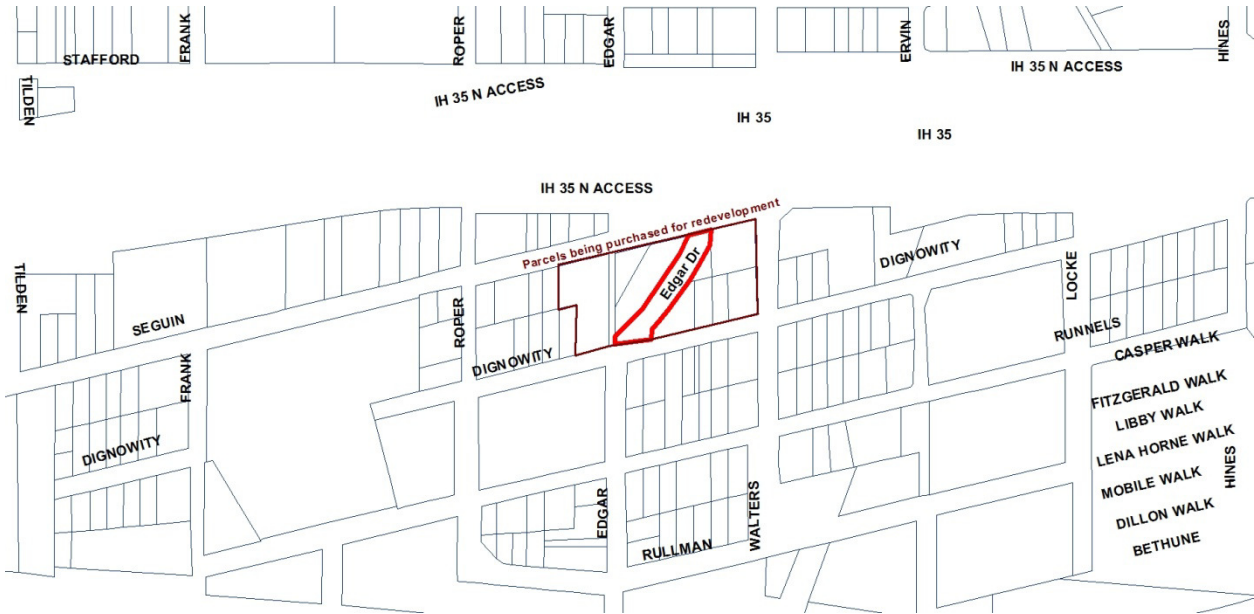 FRANK
ROPER
EDGAR
ERVIN
HINES
STAFFORD
TILDEN
IH 35 N ACCESS
IH 35 N ACCESS
IH 35
IH 35
IH 35 N ACCESS
Parcels being purchased for redevelopment
Edgar Dr
DIGNOWITY
LOCKE
TILDEN
SEGUIN
ROPER
RUNNELS
CASPER WALK
DIGNOWITY
FRANK
FITZGERALD WALK
LIBBY WALK
DIGNOWITY
LENA HORNE WALK
HINES
MOBILE WALK
EDGAR
WALTERS
DILLON WALK
RULLMAN
BETHUNE